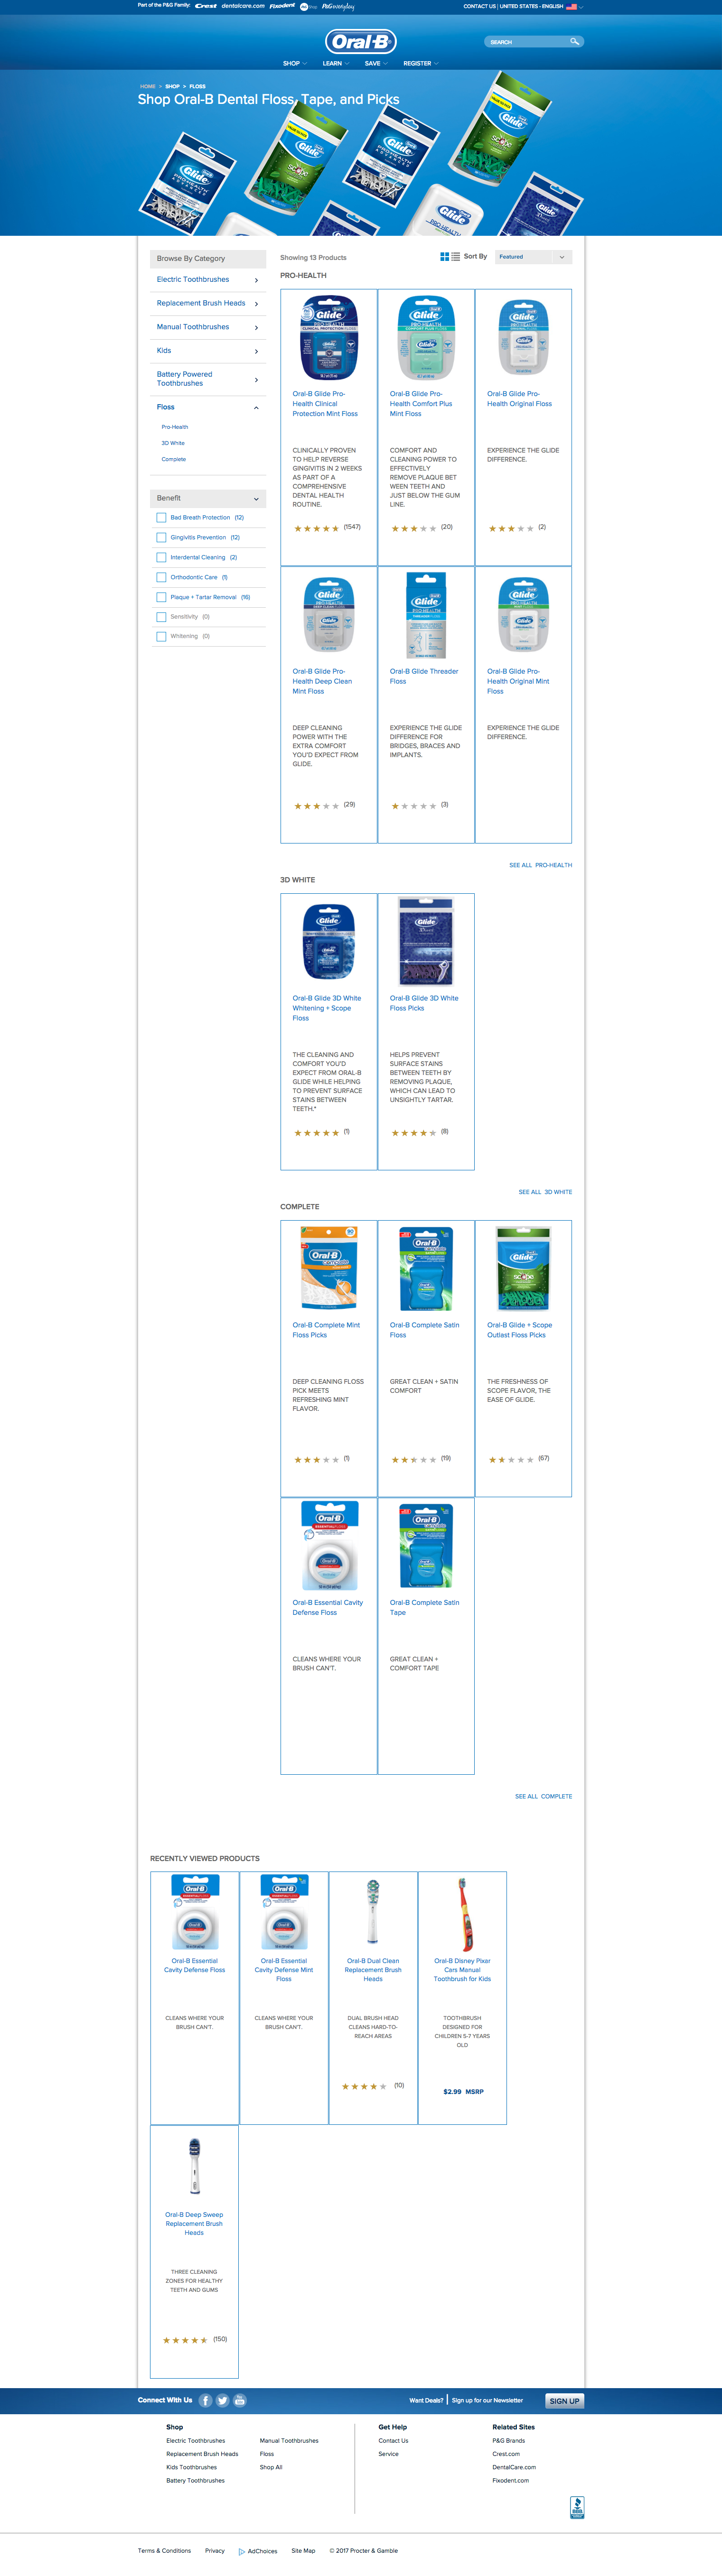 Part of the P&G Family: Crest dentalcare.com Fixodent P&G Shop P&G everyday
CONTACT US | UNITED STATES - ENGLISH
Oral-B
SEARCH
SHOP LEARN SAVE REGISTER
HOME > SHOP > FLOSS
Shop Oral-B Dental Floss, Tape, and Picks
Browse By Category
Electric Toothbrushes
Replacement Brush Heads
Manual Toothbrushes
Kids
Battery Powered
Toothbrushes
Floss
Pro-Health
3D White
Complete
Benefit
Bad Breath Protection (12)
Gingivitis Prevention (12)
Interdental Cleaning (2)
Orthodontic Care (1)
Plaque + Tartar Removal (16)
Sensitivity (0)
Whitening (0)
Showing 13 Products
Sort By Featured
PRO-HEALTH
Oral-B Glide Pro-
Health Clinical
Protection Mint Floss
CLINICALLY PROVEN
TO HELP REVERSE
GINGIVITIS IN 2 WEEKS
AS PART OF A
COMPREHENSIVE
DENTAL HEALTH
ROUTINE.
(1547)
Oral-B Glide Pro-
Health Comfort Plus
Mint Floss
COMFORT AND
CLEANING POWER TO
EFFECTIVELY
REMOVE PLAQUE BET
WEEN TEETH AND
JUST BELOW THE GUM
LINE.
(20)
Oral-B Glide Pro-
Health Original Floss
EXPERIENCE THE GLIDE
DIFFERENCE.
(2)
Oral-B Glide Pro-
Health Deep Clean
Mint Floss
DEEP CLEANING
POWER WITH THE
EXTRA COMFORT
YOU'D EXPECT FROM
GLIDE.
(29)
Oral-B Glide Threader
Floss
EXPERIENCE THE GLIDE
DIFFERENCE FOR
BRIDGES, BRACES AND
IMPLANTS.
(3)
Oral-B Glide Pro-
Health Original Mint
Floss
EXPERIENCE THE GLIDE
DIFFERENCE.
SEE ALL PRO-HEALTH
3D WHITE
Oral-B Glide 3D White
Whitening + Scope
Floss
THE CLEANING AND
COMFORT YOU'D
EXPECT FROM ORAL-B
GLIDE WHILE HELPING
TO PREVENT SURFACE
STAINS BETWEEN
TEETH.*
(1)
Oral-B Glide 3D White
Floss Picks
HELPS PREVENT
SURFACE STAINS
BETWEEN TEETH BY
REMOVING PLAQUE,
WHICH CAN LEAD TO
UNSIGHTLY TARTAR.
(8)
SEE ALL 3D WHITE
COMPLETE
Oral-B Complete Mint
Floss Picks
DEEP CLEANING FLOSS
PICK MEETS
REFRESHING MINT
FLAVOR.
(1)
Oral-B Complete Satin
Floss
GREAT CLEAN + SATIN
COMFORT
(19)
Oral-B Glide + Scope
Outlast Floss Picks
THE FRESHNESS OF
SCOPE FLAVOR, THE
EASE OF GLIDE.
(67)
Oral-B Essential Cavity
Defense Floss
CLEANS WHERE YOUR
BRUSH CAN'T.
Oral-B Complete Satin
Tape
GREAT CLEAN +
COMFORT TAPE
SEE ALL COMPLETE
RECENTLY VIEWED PRODUCTS
Oral-B Essential
Cavity Defense Floss
CLEANS WHERE YOUR
BRUSH CAN'T.
Oral-B Essential
Cavity Defense Mint
Floss
CLEANS WHERE YOUR
BRUSH CAN'T.
Oral-B Dual Clean
Replacement Brush
Heads
DUAL BRUSH HEAD
CLEANS HARD-TO-
REACH AREAS
(10)
Oral-B Disney Pixar
Cars Manual
Toothbrush for Kids
TOOTHBRUSH
DESIGNED FOR
CHILDREN 5-7 YEARS
OLD
$2.99 MSRP
Oral-B Deep Sweep
Replacement Brush
Heads
THREE CLEANING
ZONES FOR HEALTHY
TEETH AND GUMS
(150)
Connect With Us
Want Deals? | Sign up for our Newsletter SIGN UP
Shop
Electric Toothbrushes
Replacement Brush Heads
Kids Toothbrushes
Battery Toothbrushes
Manual Toothbrushes
Floss
Shop All
Get Help
Contact Us
Service
Related Sites
P&G Brands
Crest.com
DentalCare.com
Fixodent.com
Terms & Conditions Privacy AdChoices Site Map © 2017 Procter & Gamble